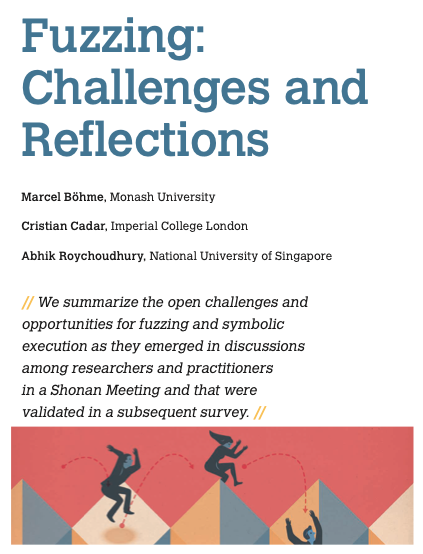 Fuzzing:
Challenges and
Reflections
Marcel Böhme, Monash University
Cristian Cadar, Imperial College London
Abhik Roychoudhury, National University of Singapore
// We summarize the open challenges and
opportunities for fuzzing and symbolic
execution as they emerged in discussions
among researchers and practitioners
in a Shonan Meeting and that were
validated in a subsequent survey. //